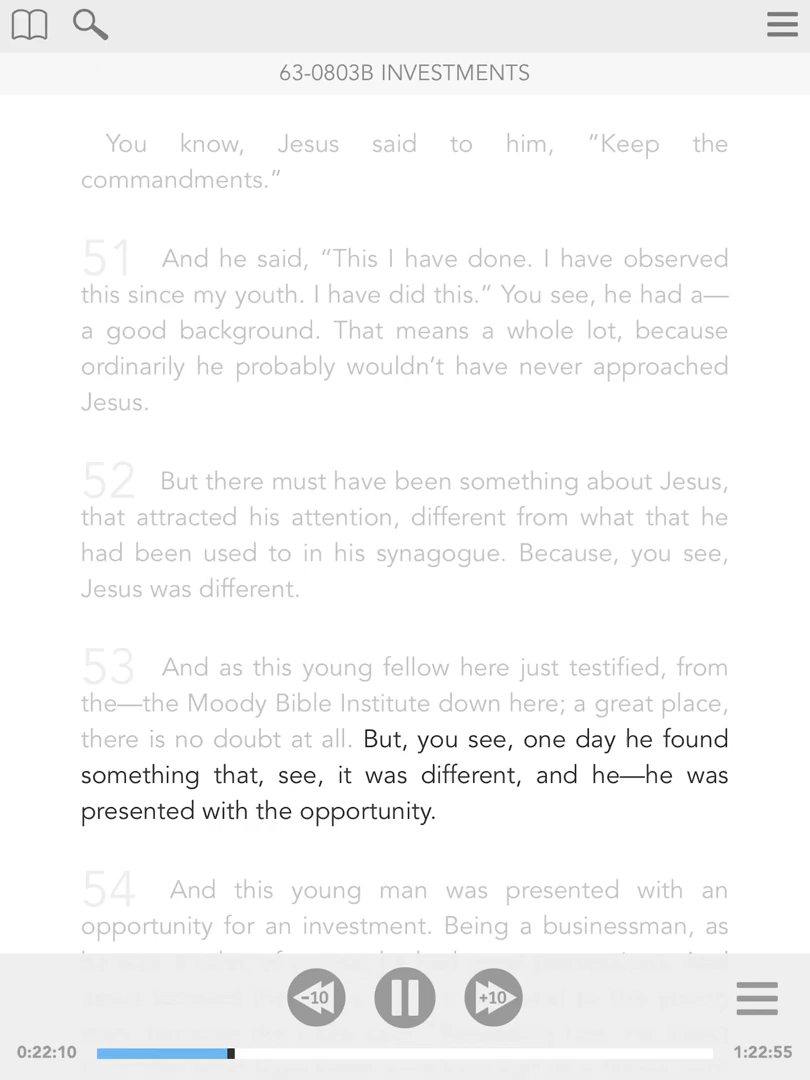 63-0803B INVESTMENTS
You know, Jesus said to him, “Keep the
commandments.”
51 And he said, “This I have done. I have observed
this since my youth. I have did this.” You see, he had a—
a good background. That means a whole lot, because
ordinarily he probably wouldn’t have never approached
Jesus.
52 But there must have been something about Jesus,
that attracted his attention, different from what that he
had been used to in his synagogue. Because, you see,
Jesus was different.
53 And as this young fellow here just testified, from
the—the Moody Bible Institute down here; a great place,
there is no doubt at all. But, you see, one day he found
something that, see, it was different, and he—he was
presented with the opportunity.
54 And this young man was presented with an
opportunity for an investment. Being a businessman, as
-10 +10
0:22:10 1:22:55